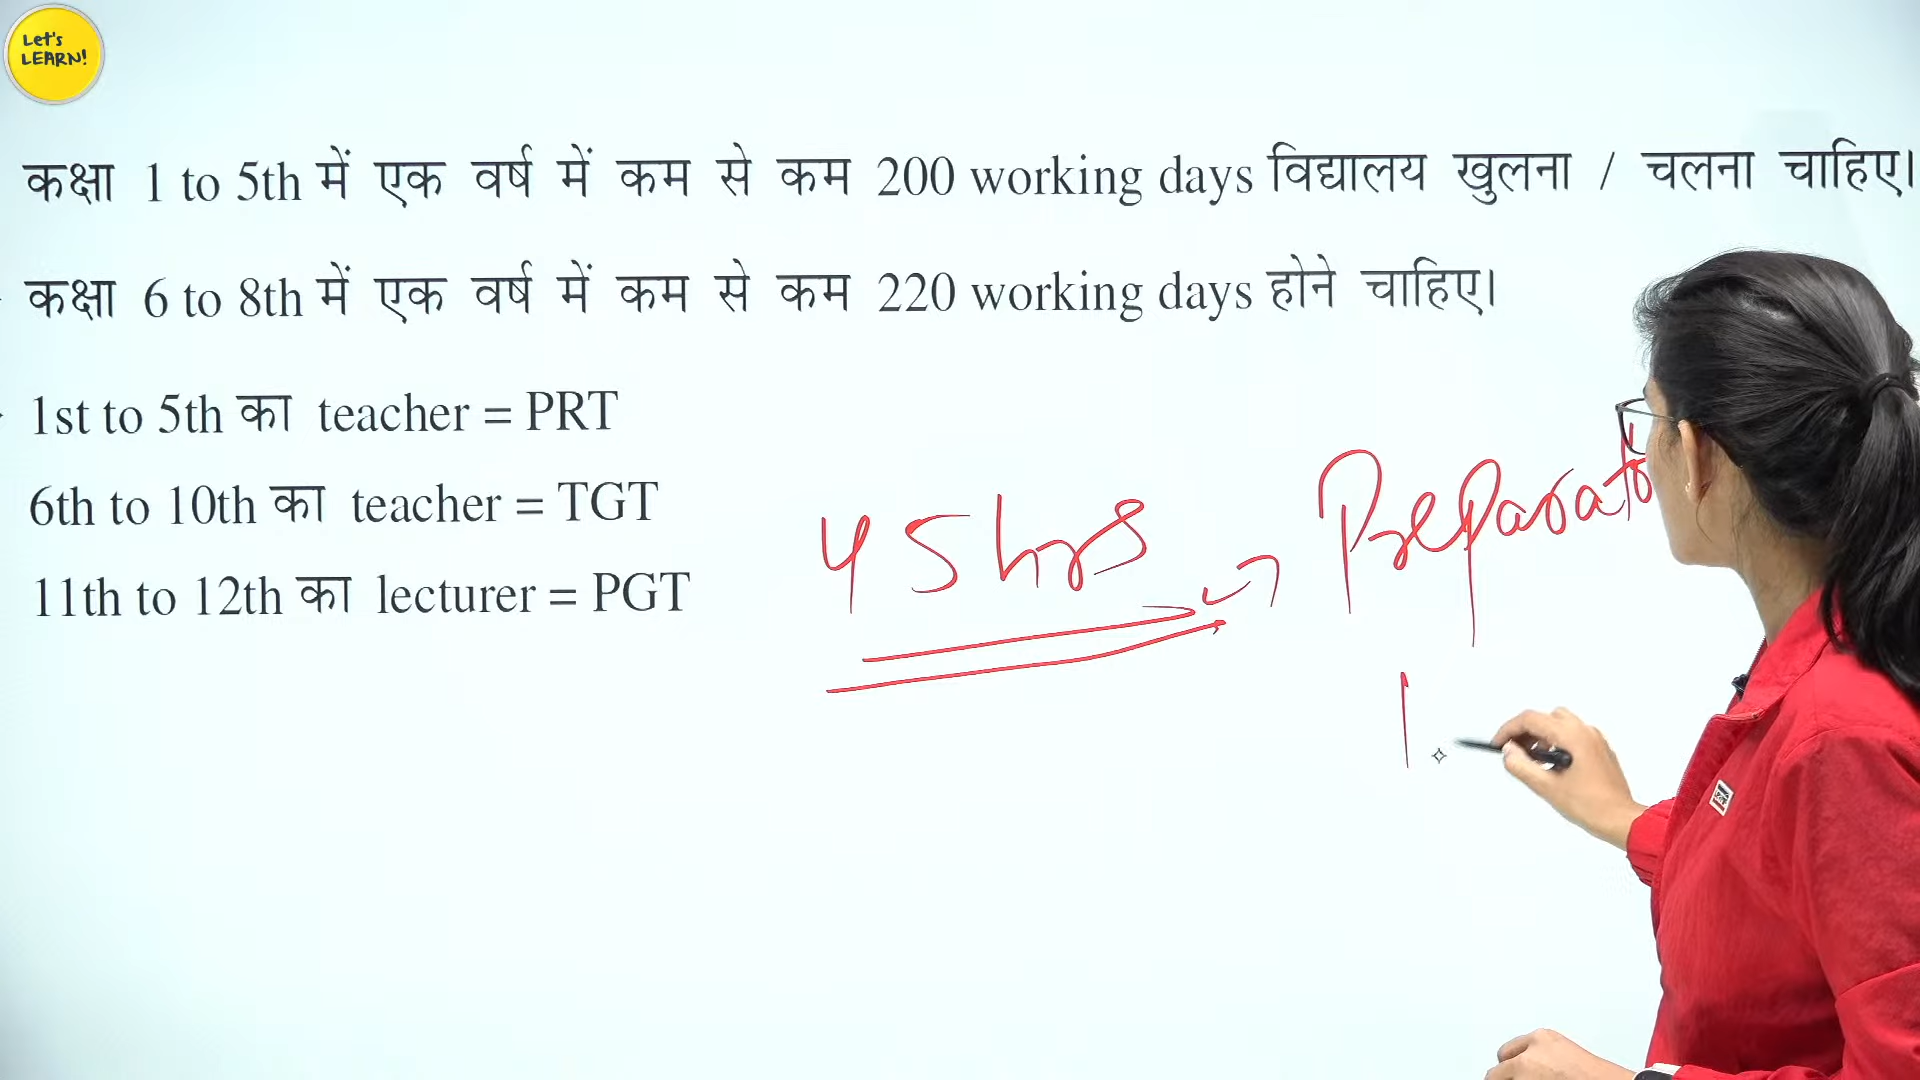 Let's
LEARN!
कक्षा 1 to 5th में एक वर्ष में कम से कम 200 working days विद्यालय खुलना / चलना चाहिए।
कक्षा 6 to 8th में एक वर्ष में कम से कम 220 working days होने चाहिए।
1st to 5th का teacher = PRT
6th to 10th का teacher = TGT
11th to 12th का lecturer = PGT
45 hrs
1.